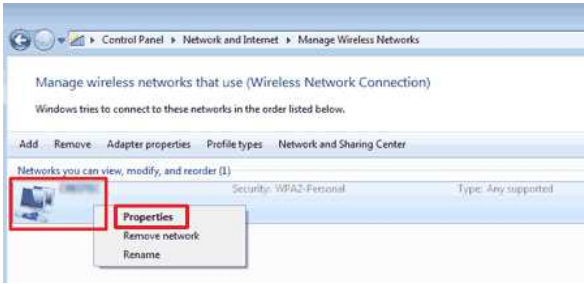 Control Panel ▸ Network and Internet ▸ Manage Wireless Networks
Manage wireless networks that use (Wireless Network Connection)
Windows tries to connect to these networks in the order listed below.
Add Remove Adapter properties Profile types Network and Sharing Center
Networks you can view, modify, and reorder (1)
Security: WPA2-Personal Type: Any supported
Properties
Remove network
Rename